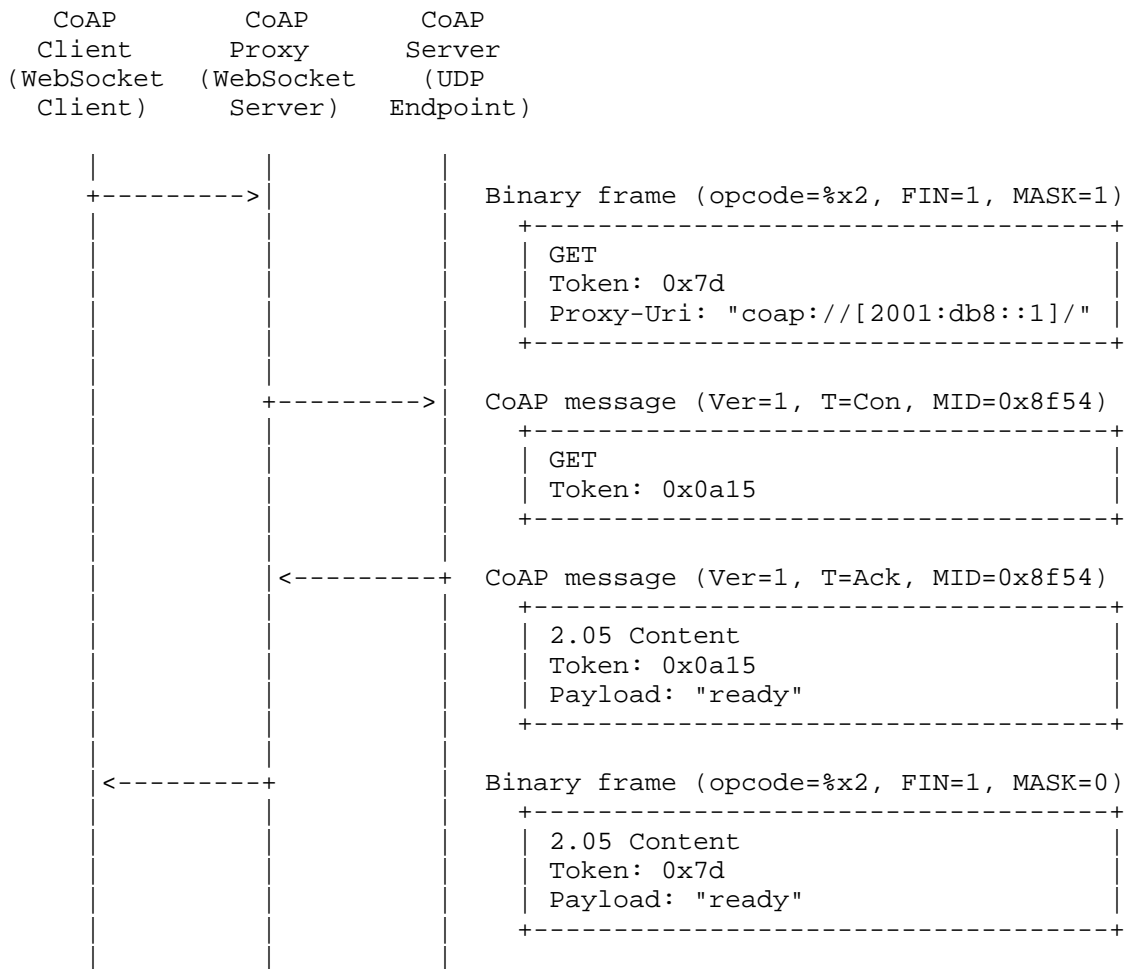 CoAP CoAP CoAP
Client Proxy Server
(WebSocket (WebSocket (UDP
Client) Server) Endpoint)
Binary frame (opcode=%x2, FIN=1, MASK=1)
GET
Token: 0x7d
Proxy-Uri: "coap://[2001:db8::1]/"
CoAP message (Ver=1, T=Con, MID=0x8f54)
GET
Token: 0x0a15
CoAP message (Ver=1, T=Ack, MID=0x8f54)
2.05 Content
Token: 0x0a15
Payload: "ready"
Binary frame (opcode=%x2, FIN=1, MASK=0)
2.05 Content
Token: 0x7d
Payload: "ready"